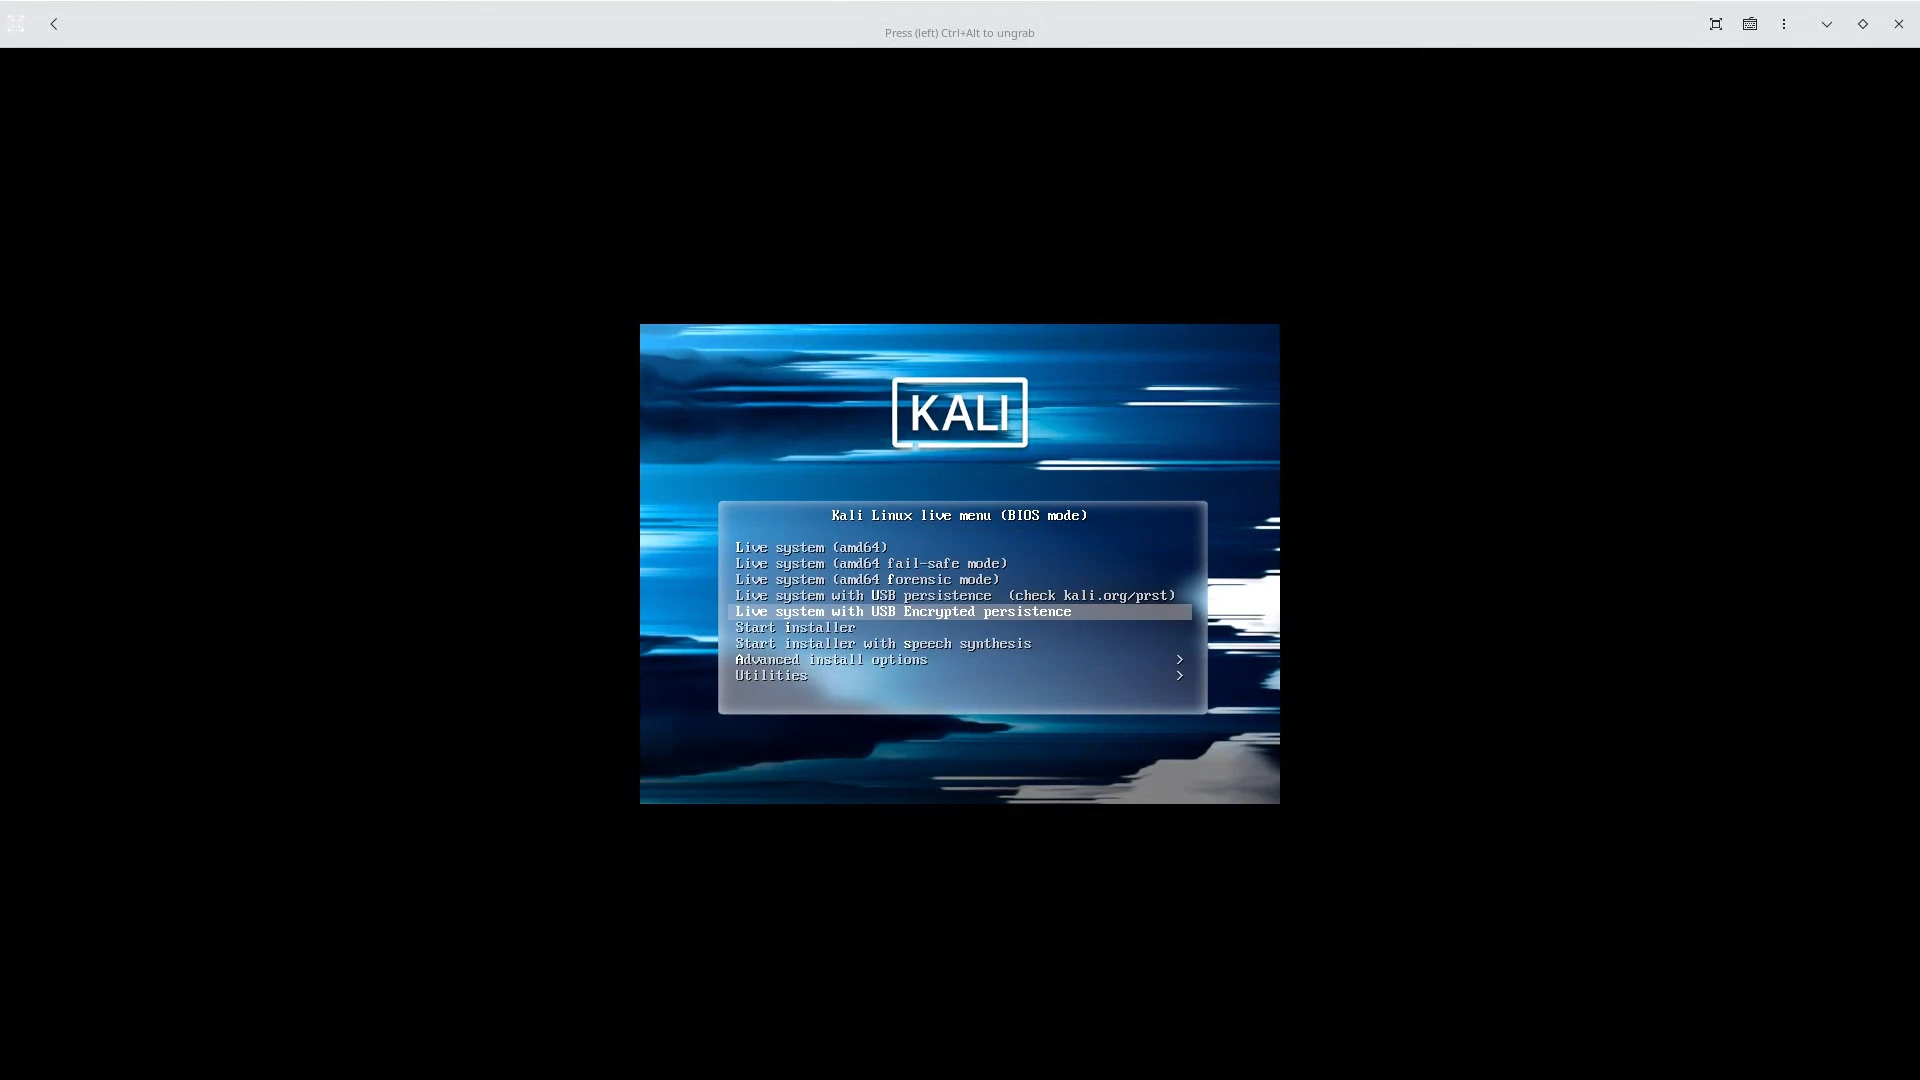 Press (left) Ctrl+Alt to ungrab
KALI
Kali Linux live menu (BIOS mode)
Live system (amd64)
Live system (amd64 fail-safe mode)
Live system (amd64 forensic mode)
Live system with USB persistence  (check kali.org/prst)
Live system with USB Encrypted persistence
Start installer
Start installer with speech synthesis
Advanced install options >
Utilities >